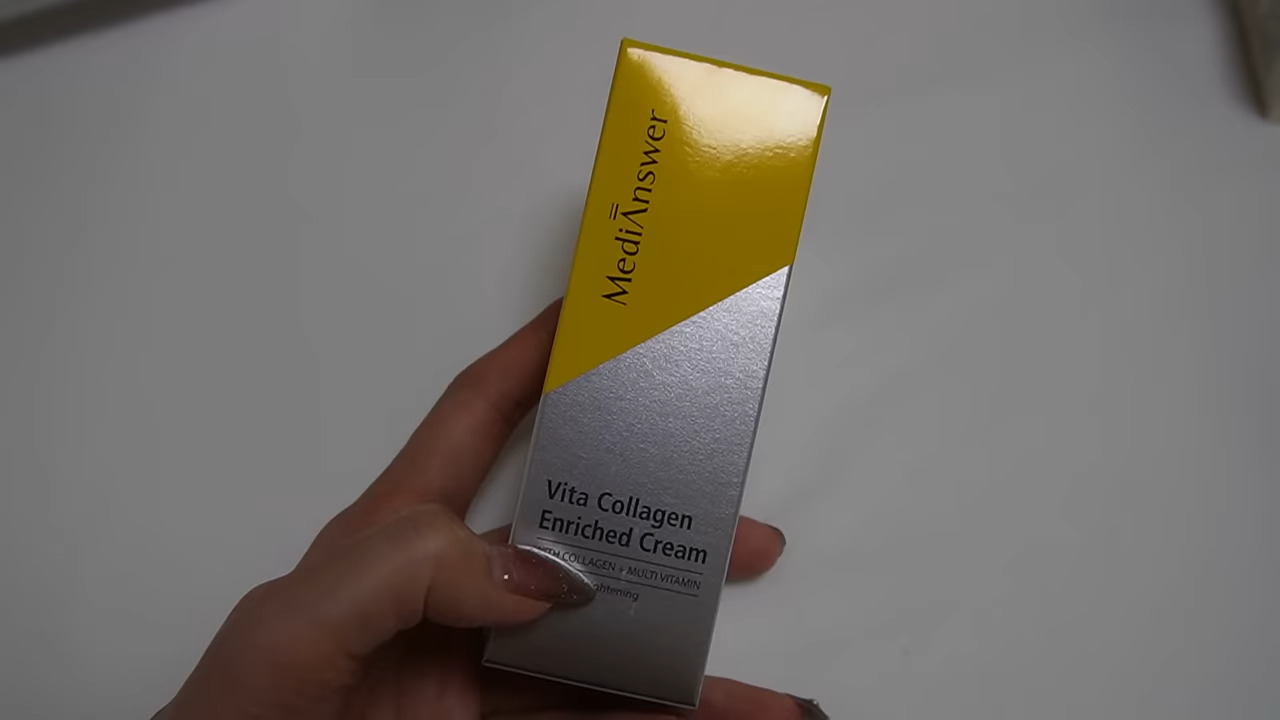 MediAnswer
Vita Collagen
Enriched Cream
COLLAGEN + MULTI VITAMIN